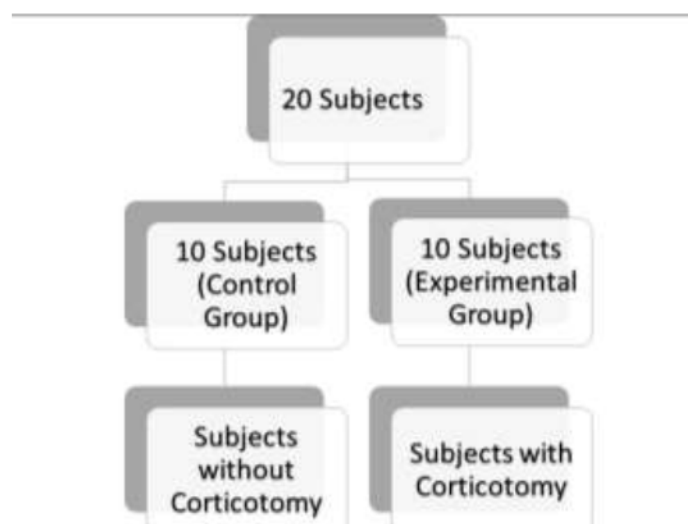 20 Subjects
10 Subjects
(Control
Group)
10 Subjects
(Experimental
Group)
Subjects
without
Corticotomy
Subjects with
Corticotomy